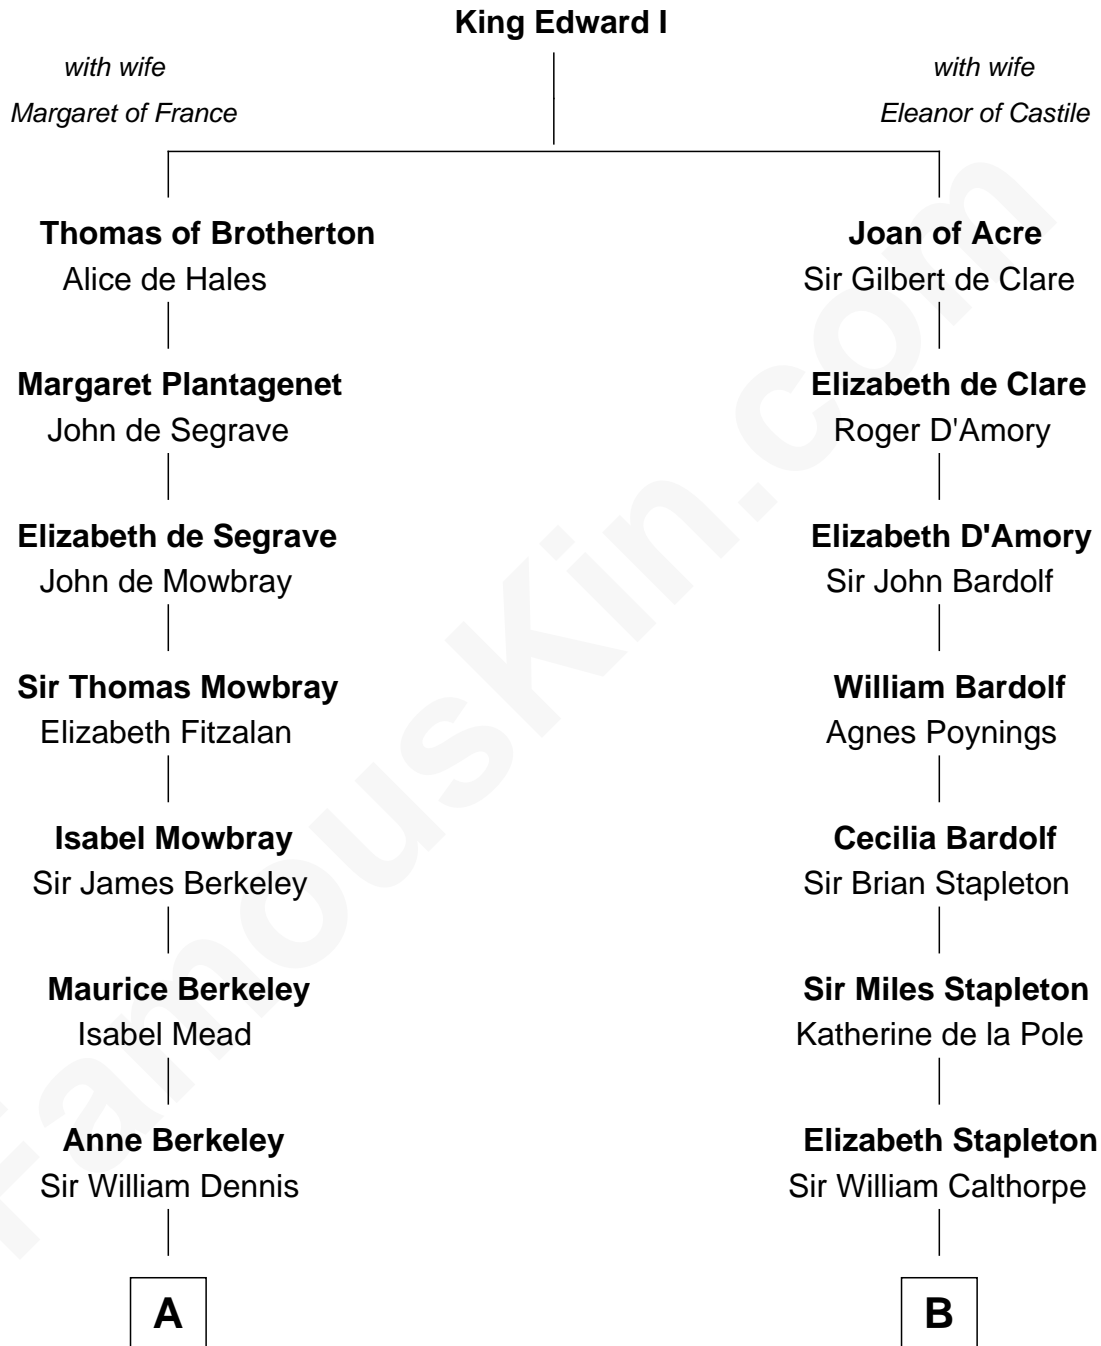 King Edward I
with wife
Margaret of France
with wife
Eleanor of Castile
Thomas of Brotherton
Alice de Hales
Joan of Acre
Sir Gilbert de Clare
Margaret Plantagenet
John de Segrave
Elizabeth de Clare
Roger D'Amory
Elizabeth de Segrave
John de Mowbray
Elizabeth D'Amory
Sir John Bardolf
Sir Thomas Mowbray
Elizabeth Fitzalan
William Bardolf
Agnes Poynings
Isabel Mowbray
Sir James Berkeley
Cecilia Bardolf
Sir Brian Stapleton
Maurice Berkeley
Isabel Mead
Sir Miles Stapleton
Katherine de la Pole
Anne Berkeley
Sir William Dennis
Elizabeth Stapleton
Sir William Calthorpe
A
B
FamousKin.com